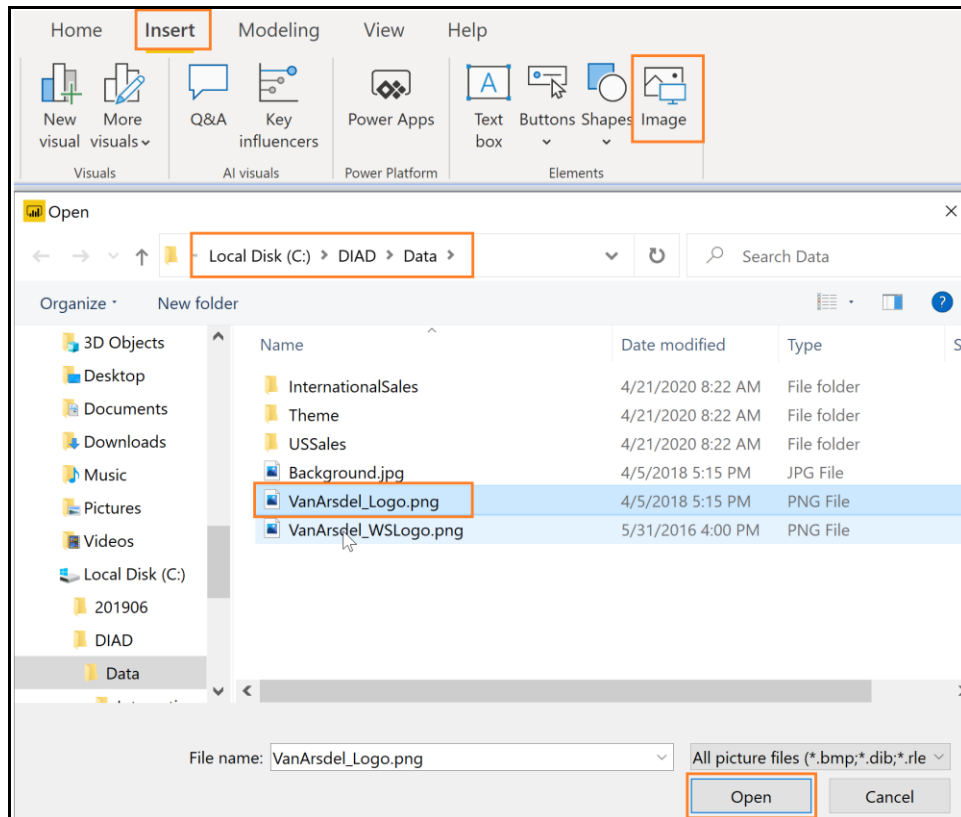 Home Insert Modeling View Help
New visual
More visuals
Q&A
Key influencers
Power Apps
Text box
Buttons
Shapes
Image
Visuals
AI visuals
Power Platform
Elements
Open
Local Disk (C:) > DIAD > Data >
Search Data
Organize
New folder
?
Name Date modified Type S
3D Objects
Desktop
Documents
Downloads
Music
Pictures
Videos
Local Disk (C:)
201906
DIAD
Data
InternationalSales 4/21/2020 8:22 AM File folder
Theme 4/21/2020 8:22 AM File folder
USSales 4/21/2020 8:22 AM File folder
Background.jpg 4/5/2018 5:15 PM JPG File
VanArsdel_Logo.png 4/5/2018 5:15 PM PNG File
VanArsdel_WSLogo.png 5/31/2016 4:00 PM PNG File
File name: VanArsdel_Logo.png
All picture files (*.bmp;*.dib;*.rle
Open
Cancel